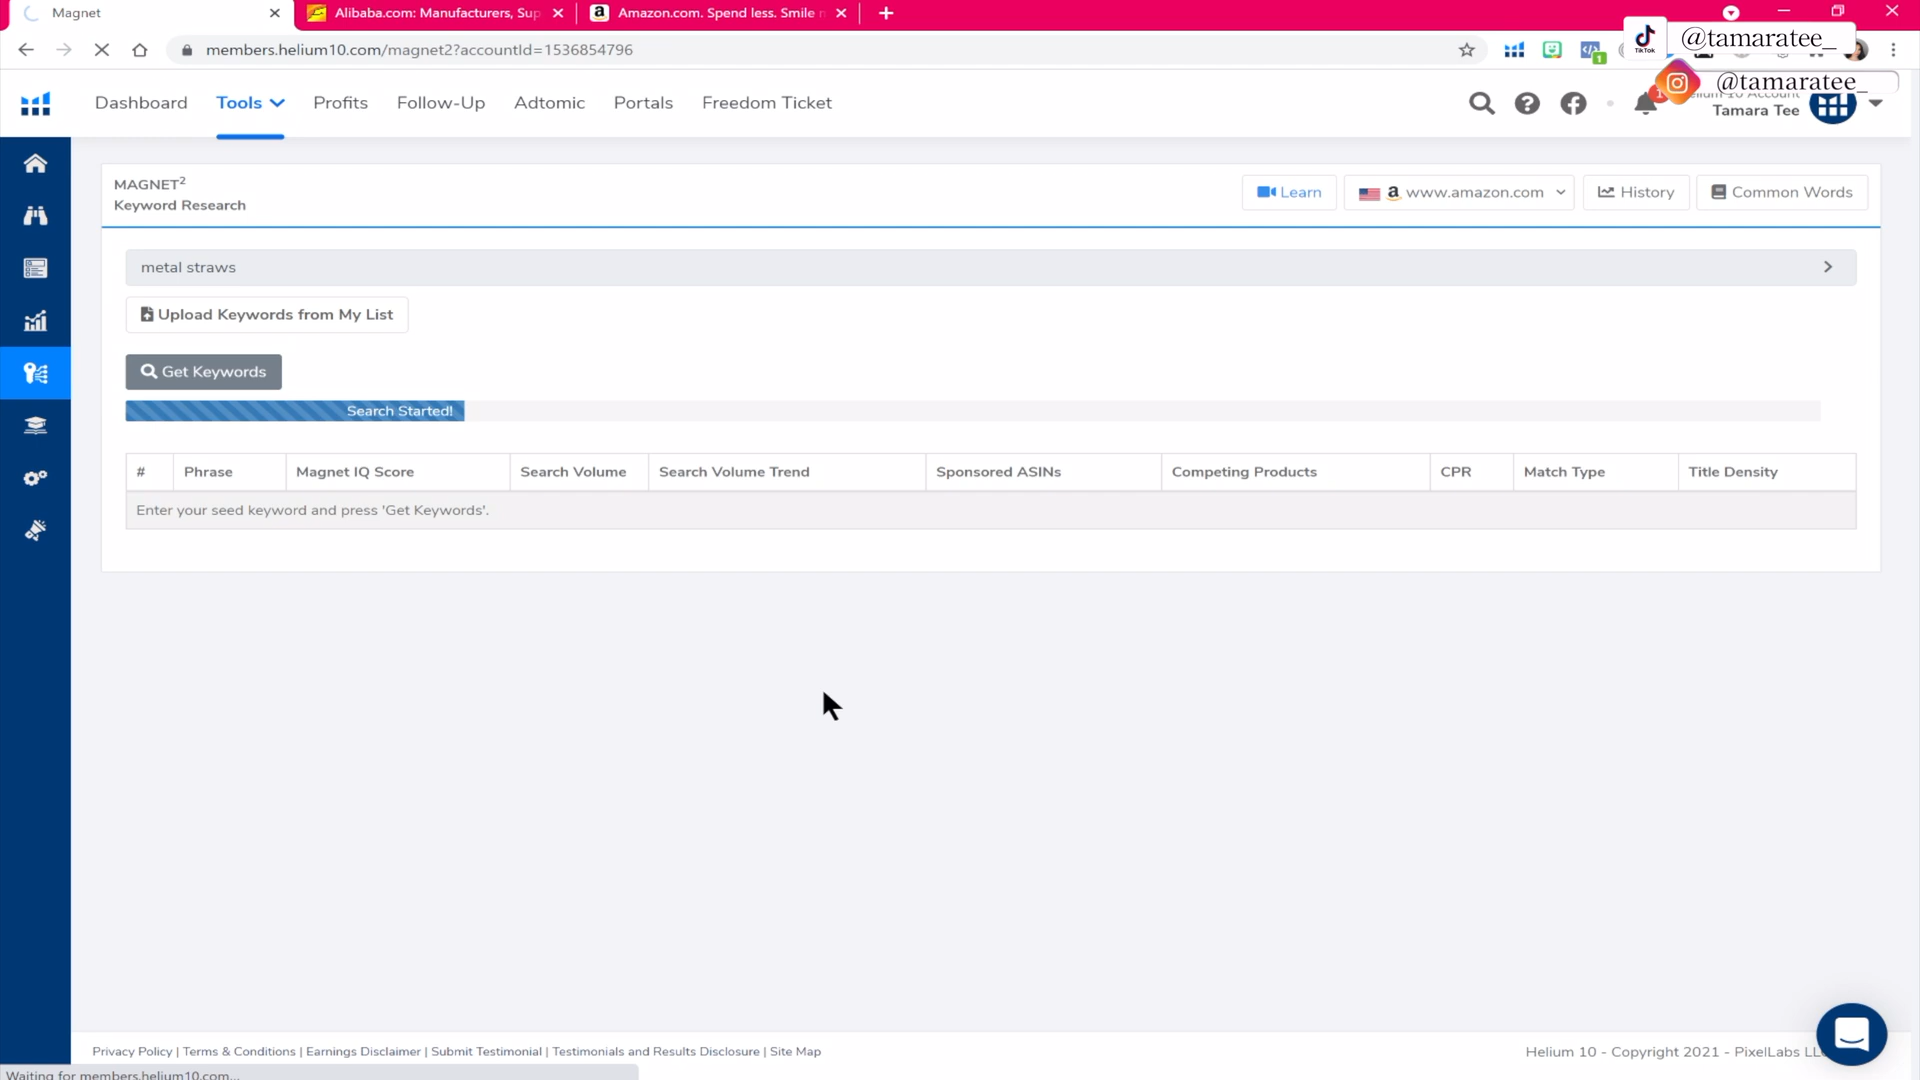 Magnet
Alibaba.com: Manufacturers, Sup
Amazon.com. Spend less. Smile
members.helium10.com/magnet2?accountId=1536854796
1
TikTok
@tamaratee_
@tamaratee_
Dashboard
Tools
Profits
Follow-Up
Adtomic
Portals
Freedom Ticket
Tamara Tee
MAGNET2
Keyword Research
Learn
www.amazon.com
History
Common Words
metal straws
Upload Keywords from My List
Get Keywords
Search Started!
# Phrase Magnet IQ Score Search Volume Search Volume Trend Sponsored ASINs Competing Products CPR Match Type Title Density
Enter your seed keyword and press 'Get Keywords'.
Privacy Policy | Terms & Conditions | Earnings Disclaimer | Submit Testimonial | Testimonials and Results Disclosure | Site Map
Helium 10 - Copyright 2021 - PixelLabs
Waiting for members.helium10.com...